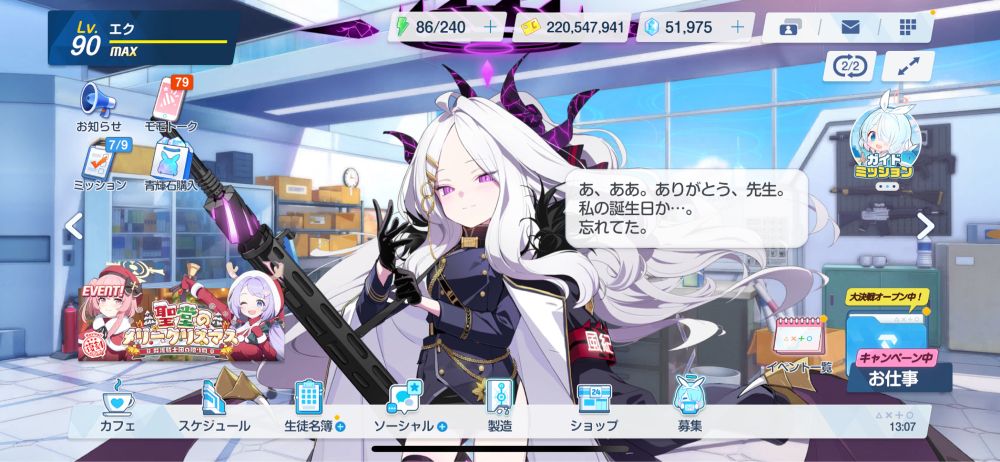 Lv. エク
90 MAX
86/240
220,547,941
51,975
2/2
お知らせ
79
モモトーク
7/9
ミッション
青輝石購入
ガイド
ミッション
あ、ああ。ありがとう、先生。
私の誕生日か…。
忘れてた。
EVENT!
聖堂の
メリークリスマス
風紀
イベント一覧
大決戦オープン中！
キャンペーン中
お仕事
カフェ
スケジュール
生徒名簿
ソーシャル
製造
24
ショップ
募集
13:07